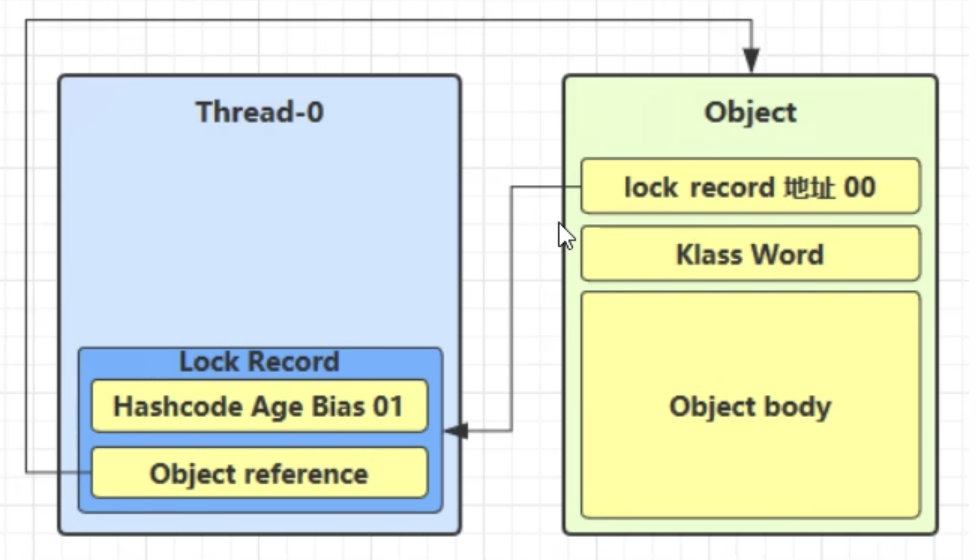 Thread-0
Lock Record
Hashcode Age Bias 01
Object reference
Object
lock record 地址 00
Klass Word
Object body